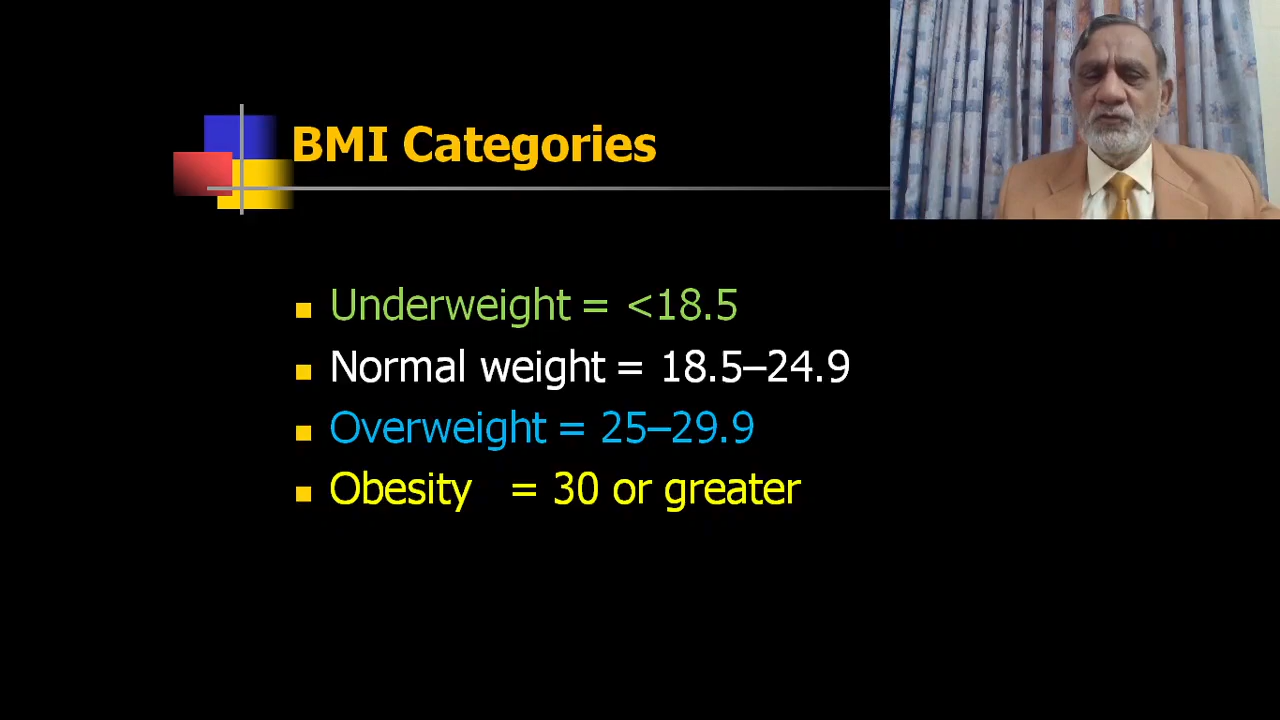 BMI Categories
Underweight = <18.5
Normal weight = 18.5–24.9
Overweight = 25–29.9
Obesity = 30 or greater